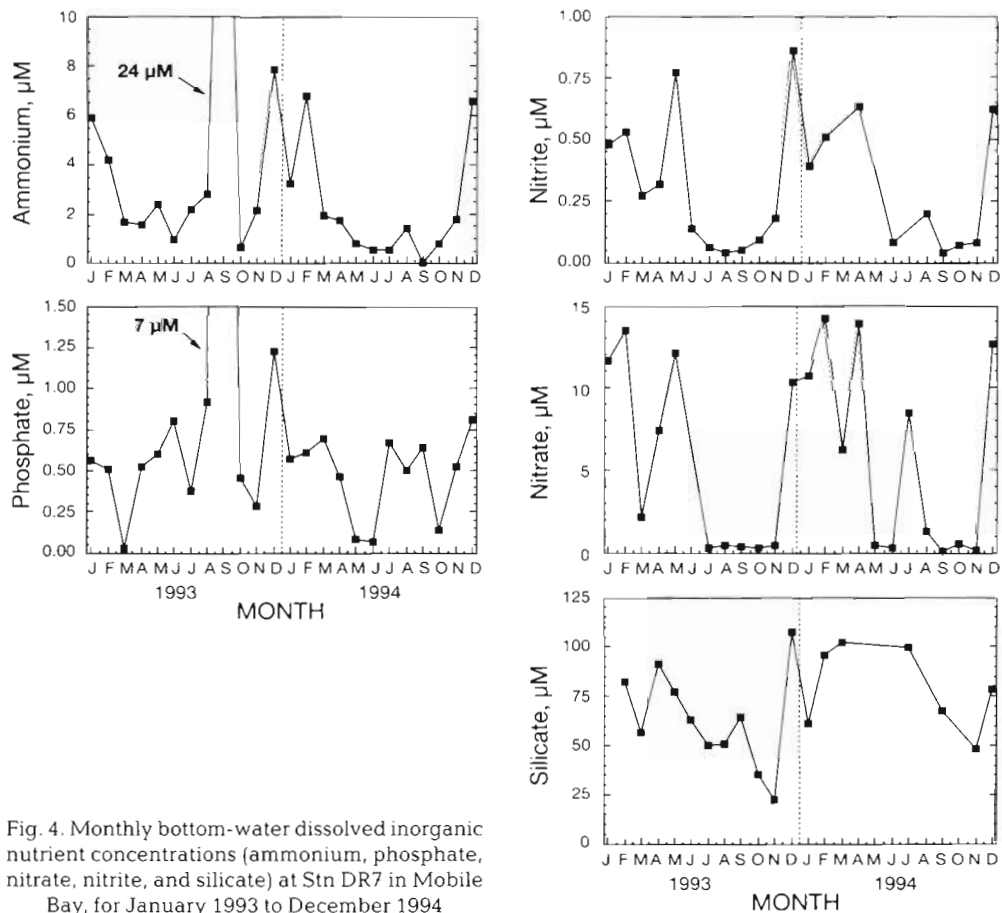 Ammonium, µM
10
8
6
4
2
0
24 µM
J F M A M J J A S O N D J F M A M J J A S O N D
Phosphate, µM
1.50
1.25
1.00
0.75
0.50
0.25
0.00
7 µM
J F M A M J J A S O N D J F M A M J J A S O N D
1993 1994
MONTH
Nitrite, µM
1.00
0.75
0.50
0.25
0.00
J F M A M J J A S O N D J F M A M J J A S O N D
Nitrate, µM
15
10
5
0
J F M A M J J A S O N D J F M A M J J A S O N D
Silicate, µM
125
100
75
50
25
0
J F M A M J J A S O N D J F M A M J J A S O N D
1993 1994
MONTH
Fig. 4. Monthly bottom-water dissolved inorganic
nutrient concentrations (ammonium, phosphate,
nitrate, nitrite, and silicate) at Stn DR7 in Mobile
Bay, for January 1993 to December 1994